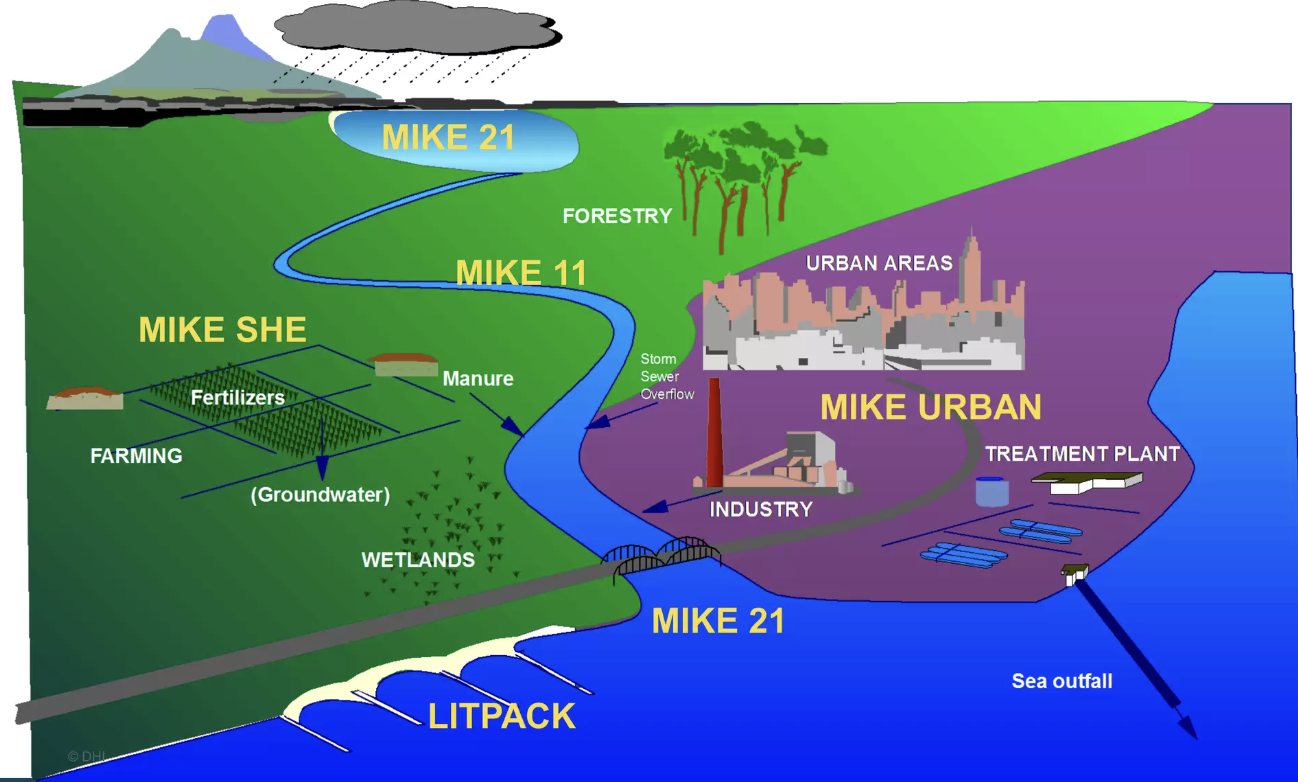 MIKE 21
FORESTRY
URBAN AREAS
MIKE 11
MIKE SHE
Storm
Sewer
Overflow
Manure
Fertilizers
MIKE URBAN
FARMING
TREATMENT PLANT
(Groundwater)
INDUSTRY
WETLANDS
MIKE 21
Sea outfall
LITPACK
© DHI